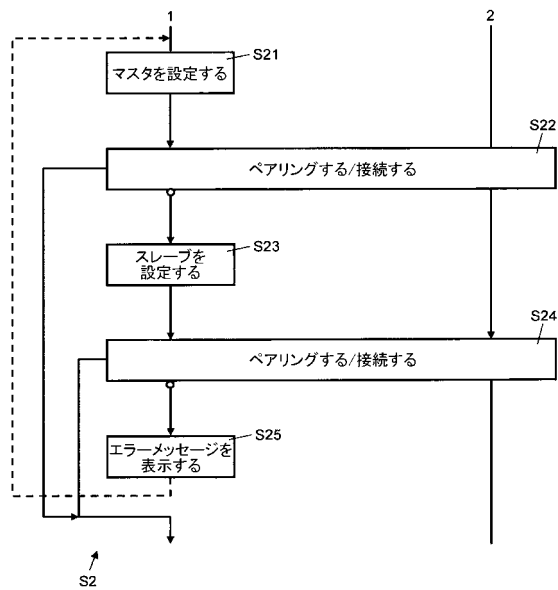 1
2
S21
マスタを設定する
S22
ペアリングする/接続する
S23
スレーブを
設定する
S24
ペアリングする/接続する
S25
エラーメッセージを
表示する
S2